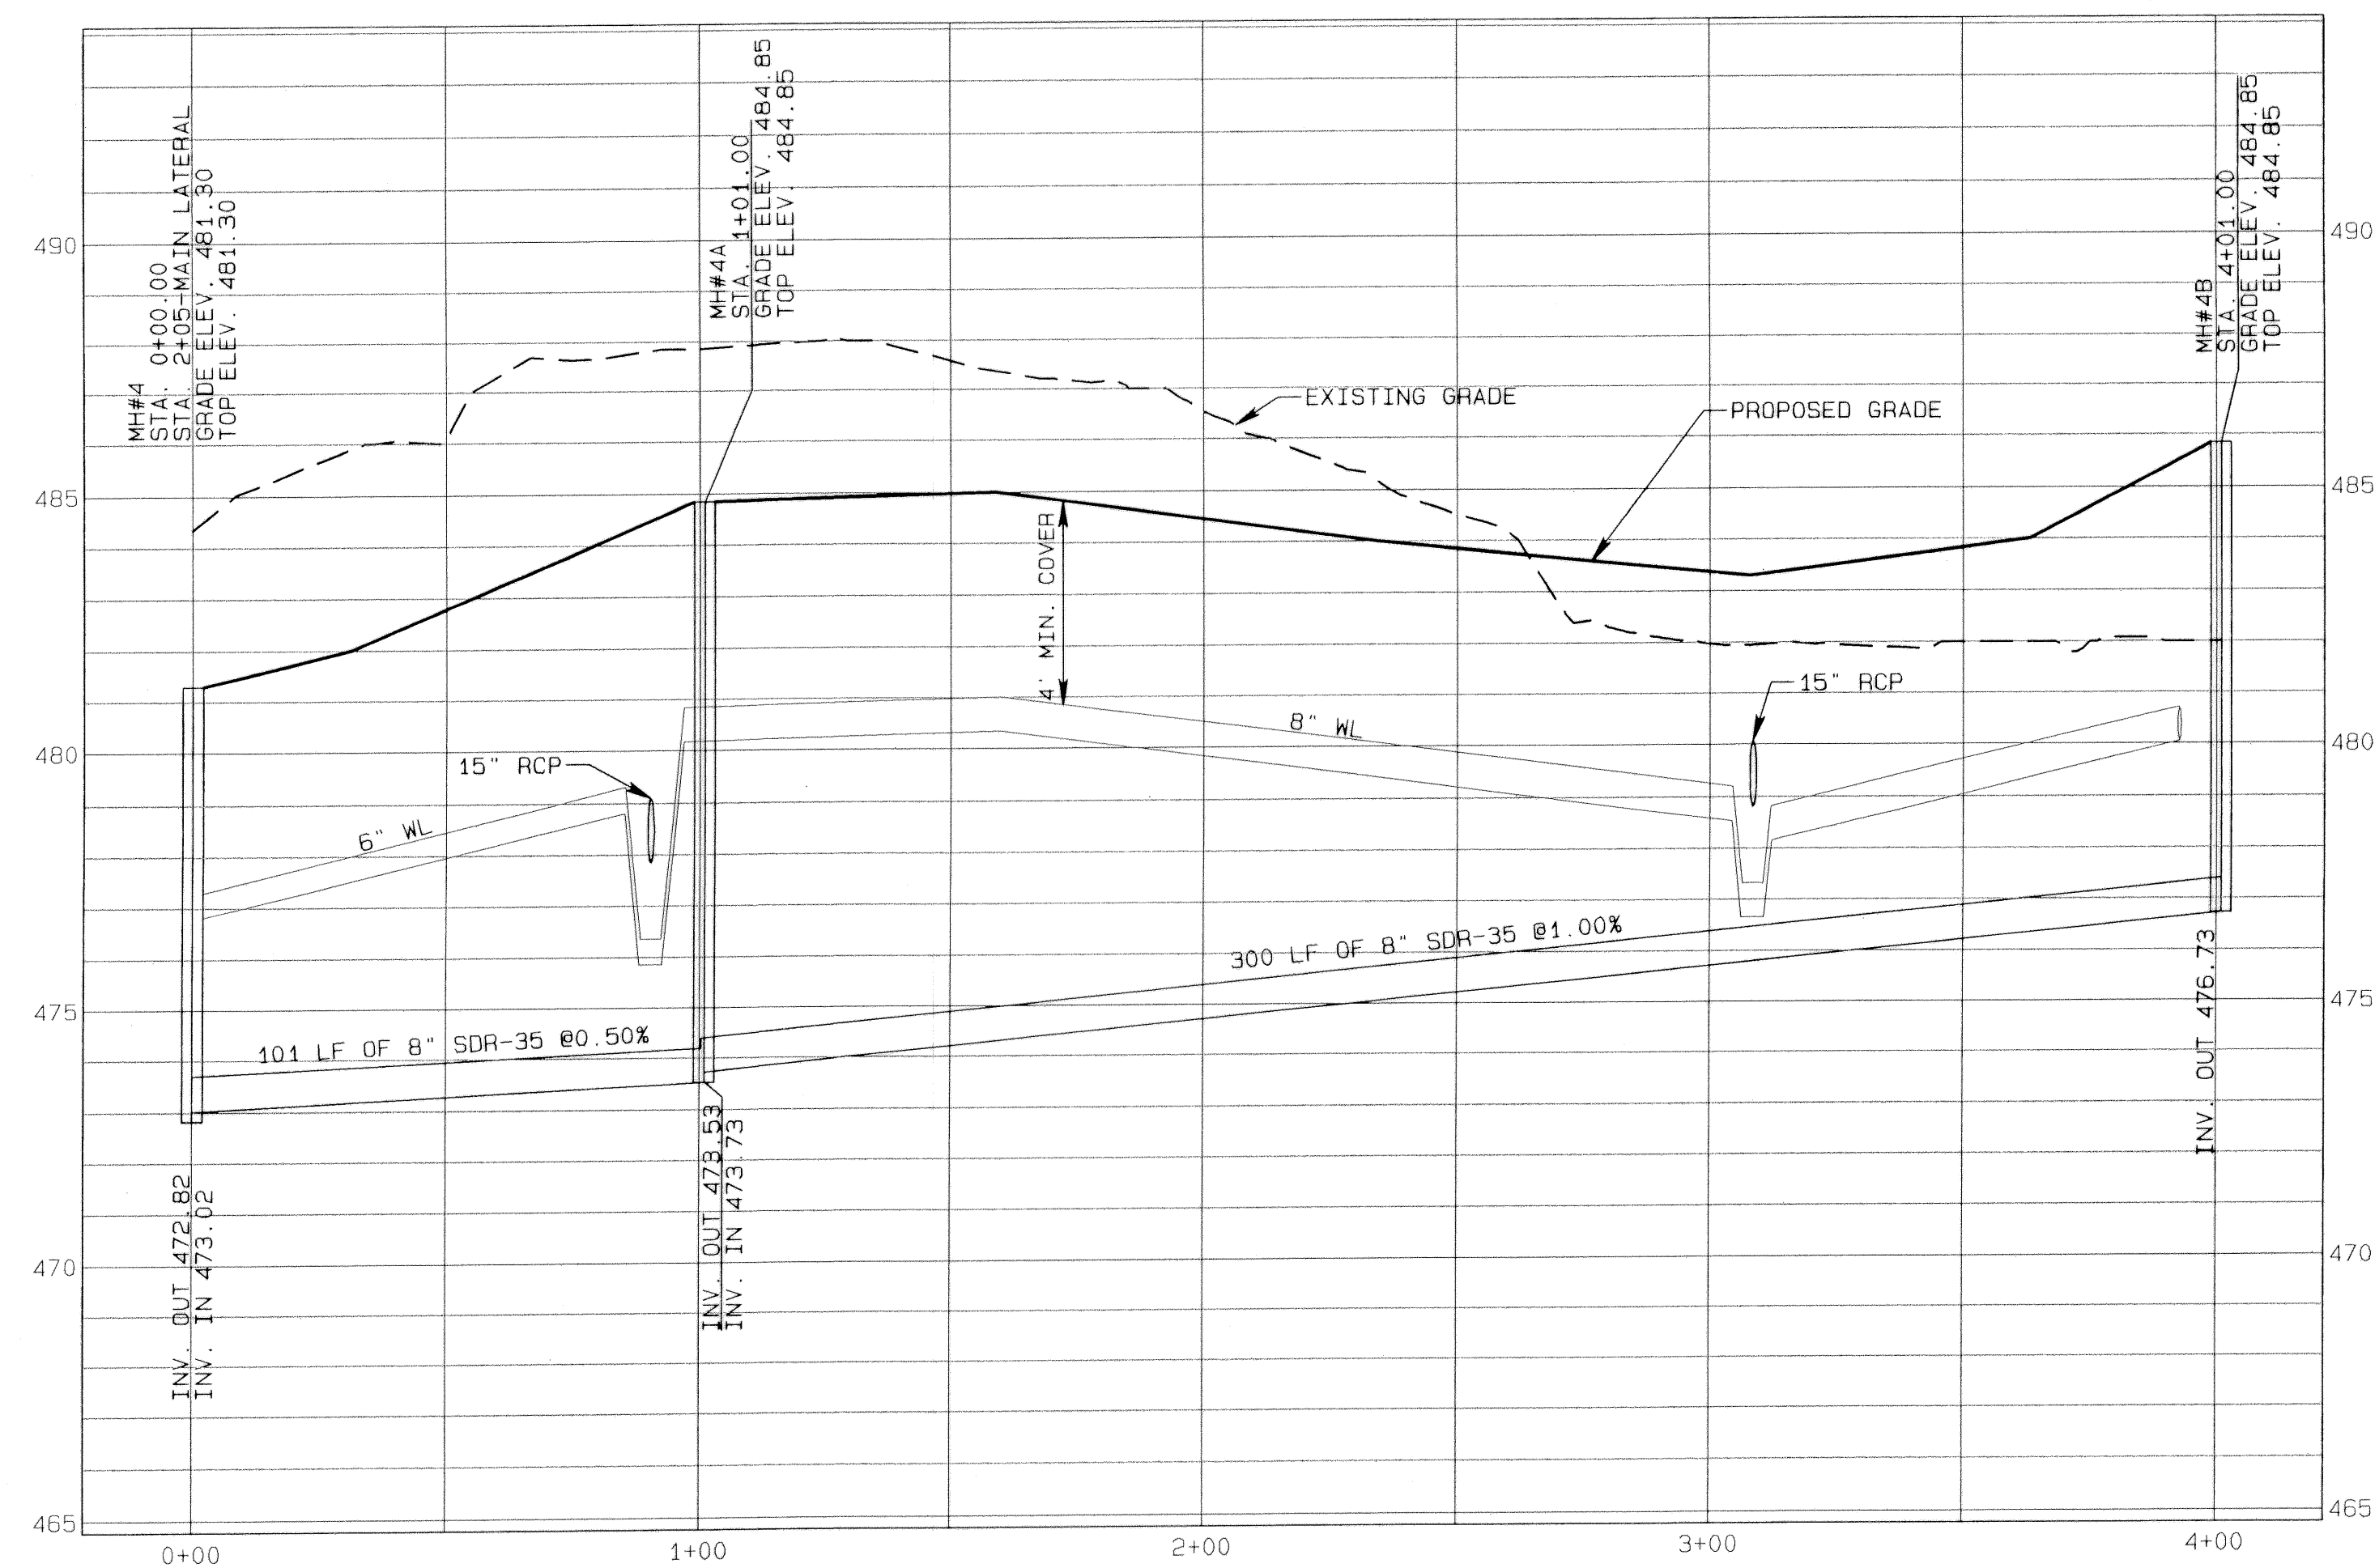 MH#4
STA. 0+00.00
STA. 2+05-MAIN LATERAL
GRADE ELEV. 481.30
TOP ELEV. 481.30
MH#4A
STA. 1+01.00
GRADE ELEV. 484.85
TOP ELEV. 484.85
MH#4B
STA. 4+01.00
GRADE ELEV. 484.85
TOP ELEV. 484.85
490
490
EXISTING GRADE
PROPOSED GRADE
485
485
4' MIN. COVER
15" RCP
8" WL
480
480
15" RCP
6" WL
300 LF OF 8" SDR-35 @1.00%
475
475
101 LF OF 8" SDR-35 @0.50%
INV. OUT 472.82
INV. IN 473.02
INV. OUT 473.53
INV. IN 473.73
INV. OUT 476.73
470
470
465
465
0+00
1+00
2+00
3+00
4+00